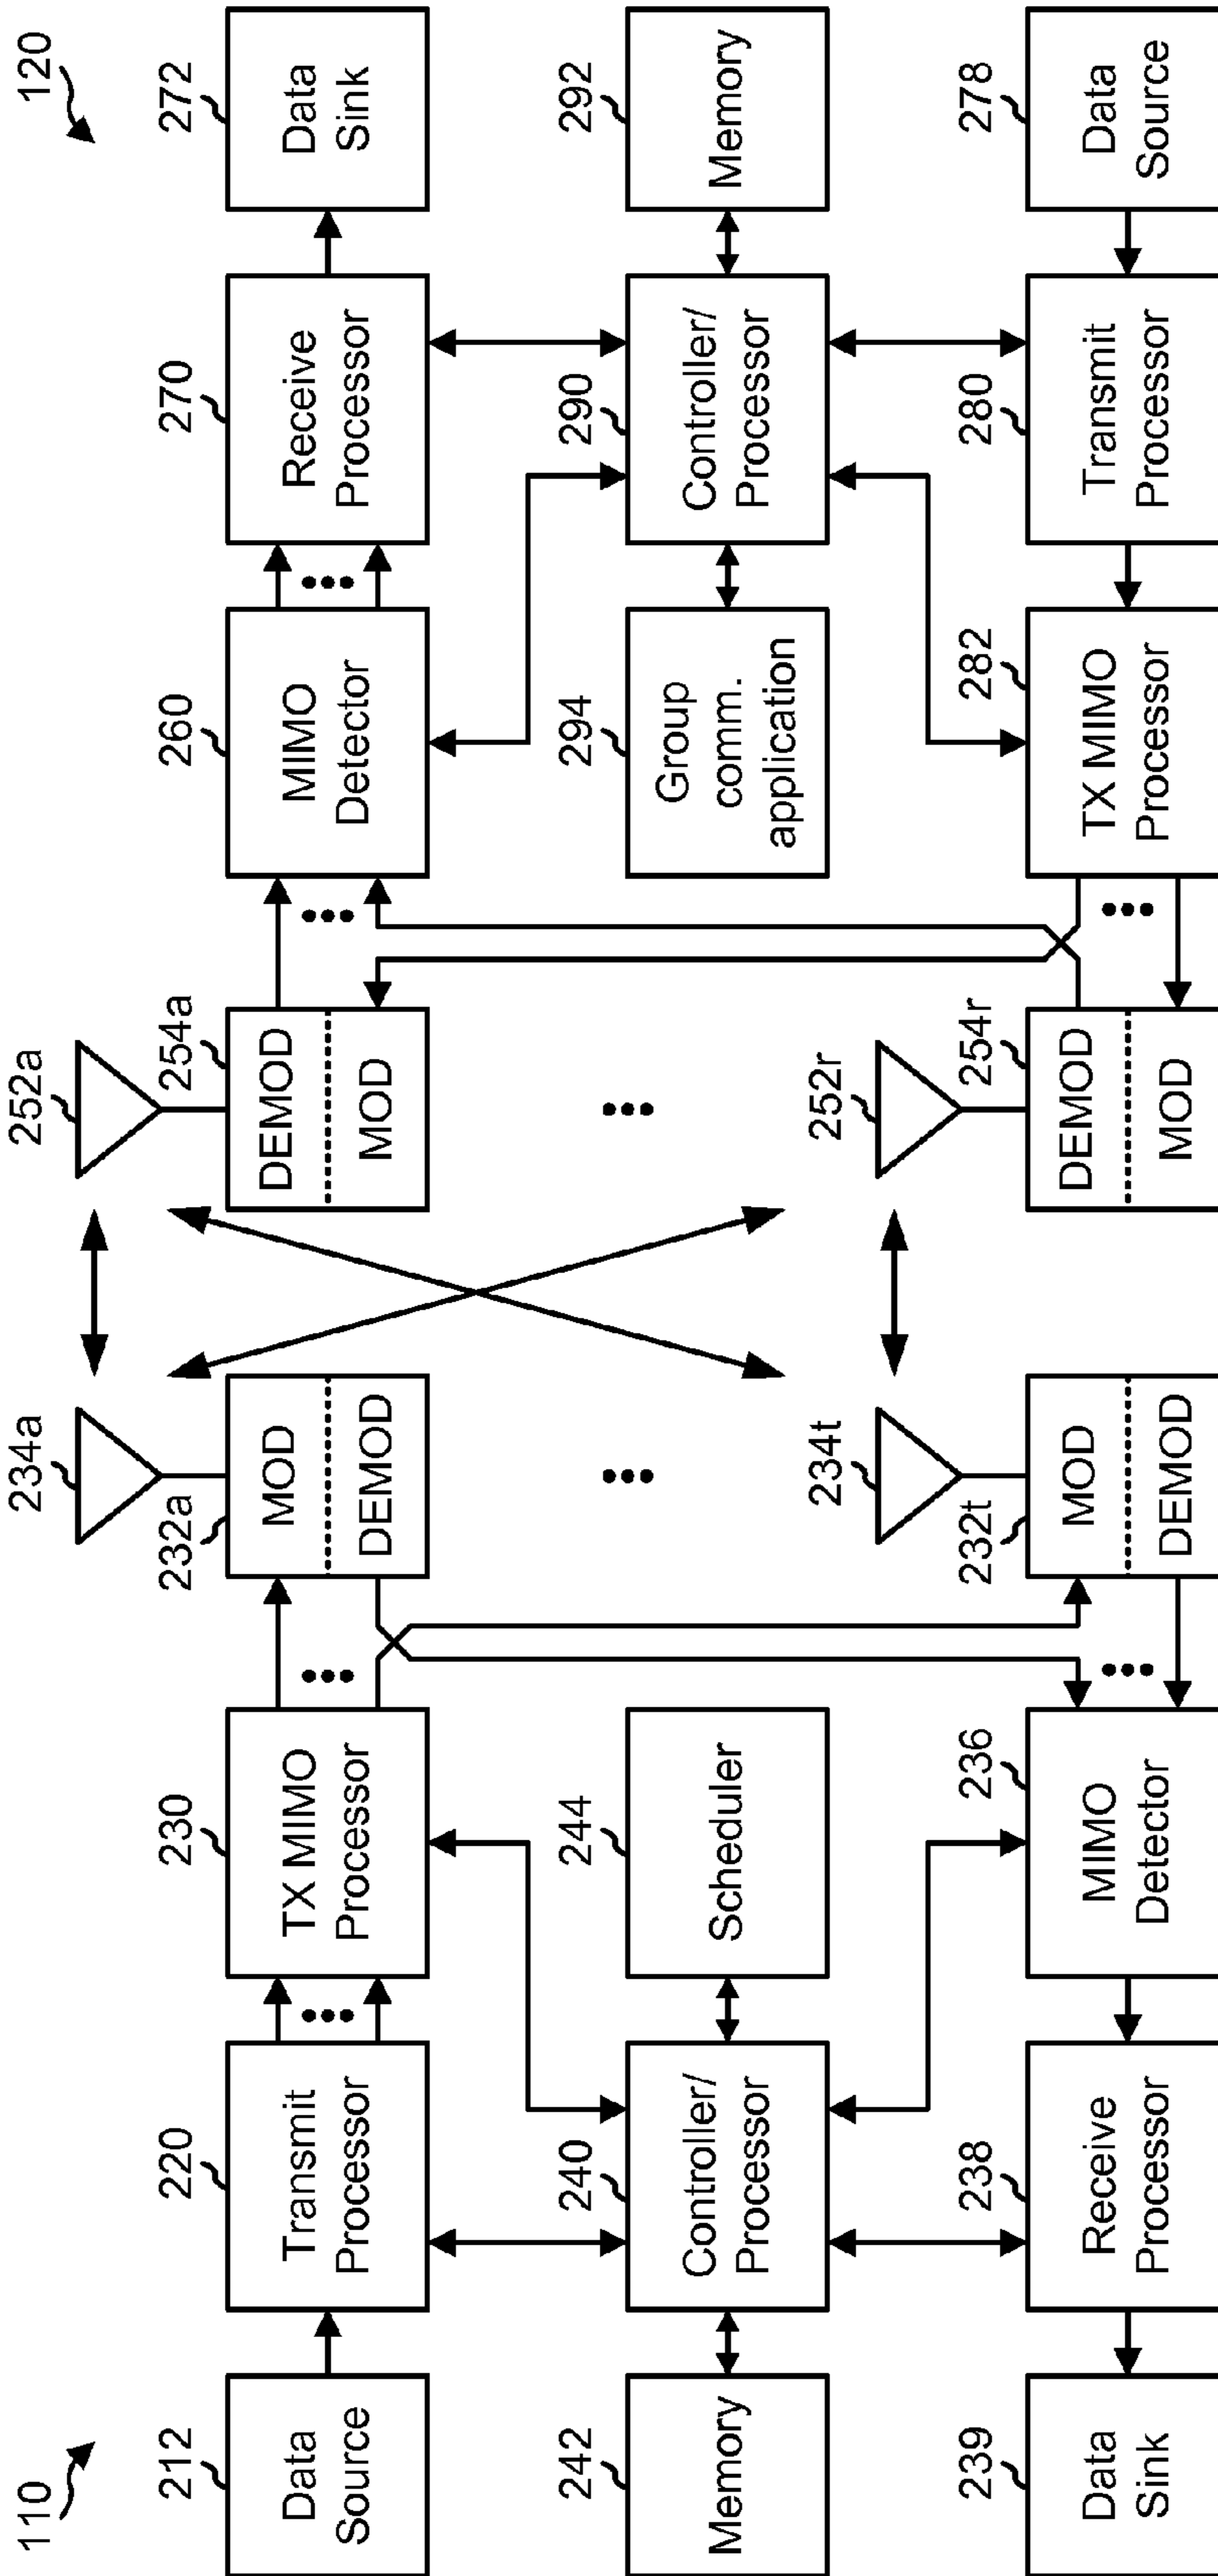 110
120
212
Data
Source
220
Transmit
Processor
230
TX MIMO
Processor
•••
•••
232a
234a
MOD
DEMOD
252a
254a
DEMOD
MOD
•••
260
MIMO
Detector
•••
270
Receive
Processor
272
Data
Sink
242
Memory
240
Controller/
Processor
244
Scheduler
•••
•••
294
Group
comm.
application
290
Controller/
Processor
292
Memory
239
Data
Sink
238
Receive
Processor
236
MIMO
Detector
•••
232t
234t
MOD
DEMOD
252r
254r
DEMOD
MOD
•••
282
TX MIMO
Processor
280
Transmit
Processor
278
Data
Source